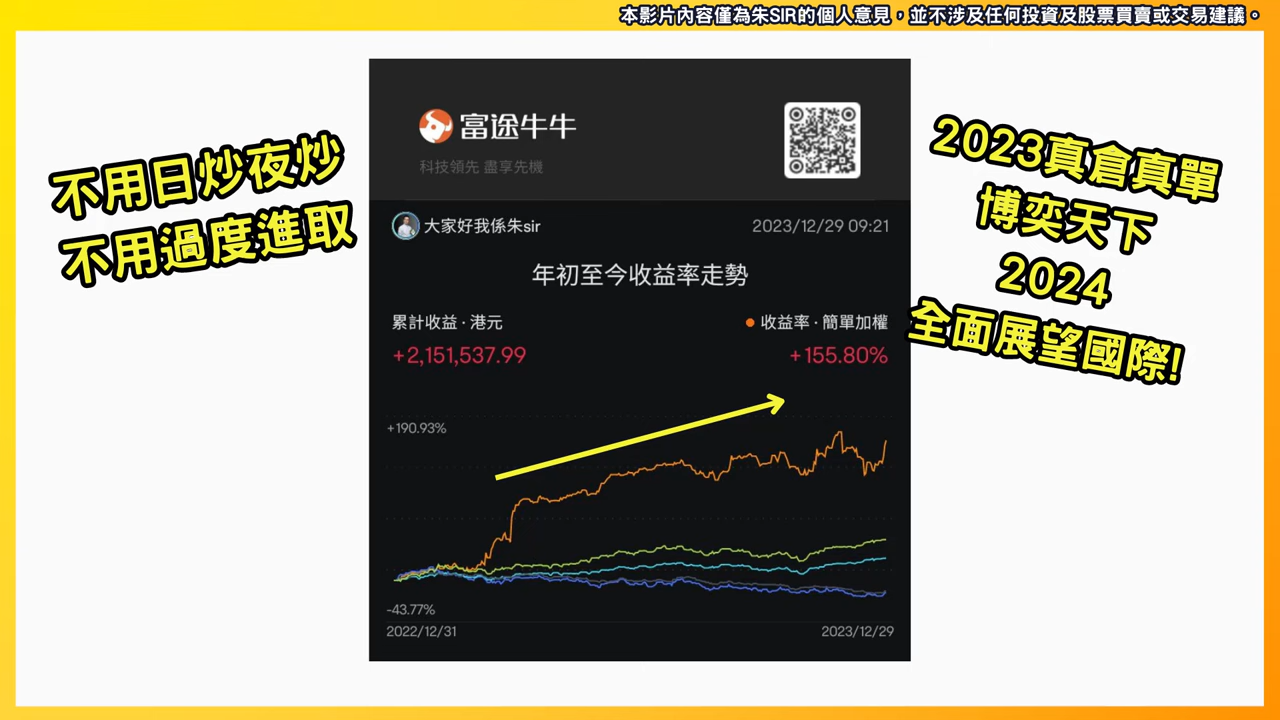 本影片內容僅為朱SIR的個人意見，並不涉及任何投資及股票買賣或交易建議。
不用日炒夜炒
不用過度進取
富途牛牛
科技領先 盡享先機
大家好我係朱sir
2023/12/29 09:21
年初至今收益率走勢
累計收益·港元
收益率·簡單加權
+2,151,537.99
+155.80%
+190.93%
-43.77%
2022/12/31
2023/12/29
2023真倉真單
博奕天下
2024
全面展望國際!